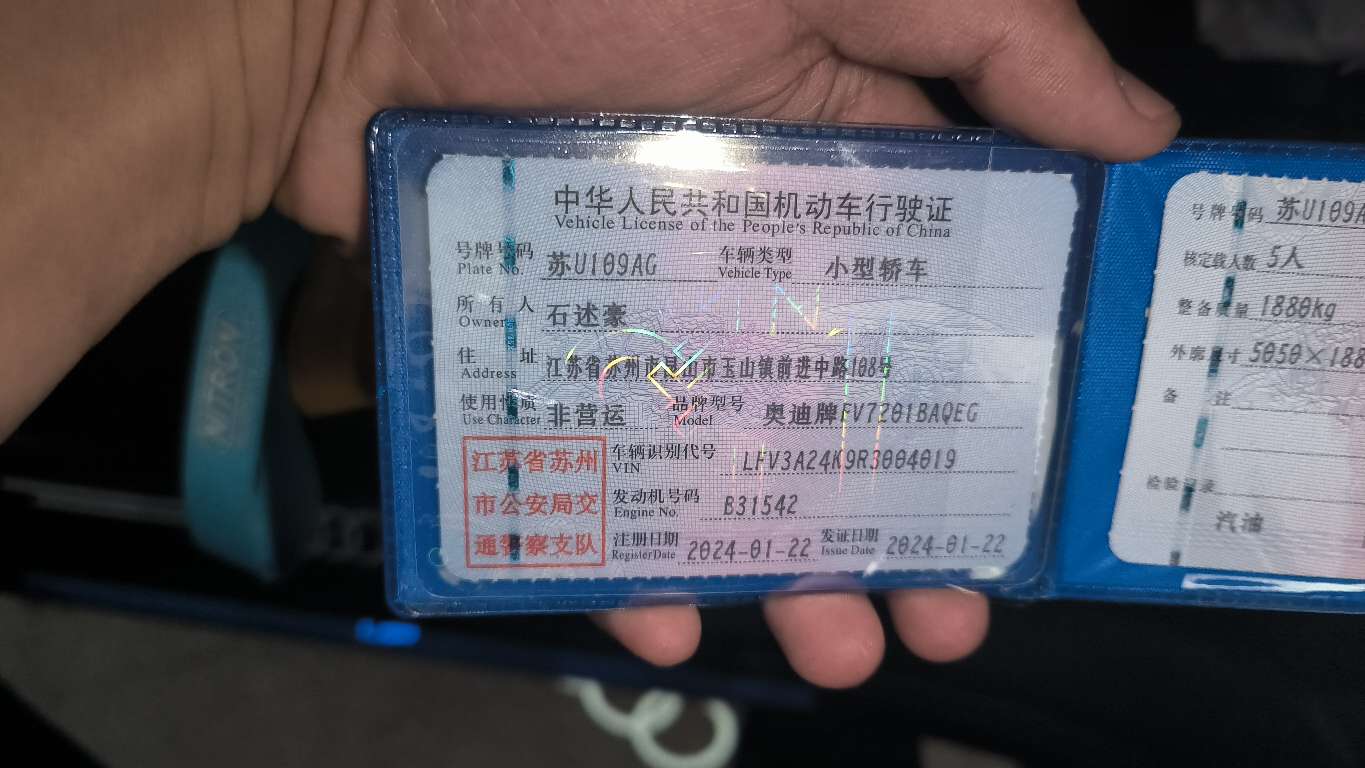 中华人民共和国机动车行驶证
Vehicle License of the People's Republic of China
号牌号码 苏U109AG 车辆类型 小型轿车
Plate No. Vehicle Type
所有人 石述豪
Owner
住址 江苏省苏州市昆山市玉山镇前进中路108号
Address
使用性质 非营运 品牌型号 奥迪牌FV7201BAQEG
Use Character Model
江苏省苏州
市公安局交
通警察支队
车辆识别代号 LFV3A24K9R3004019
VIN
发动机号码 B31542
Engine No.
注册日期 2024-01-22 发证日期 2024-01-22
Register Date Issue Date
号牌号码 苏U109A
核定载人数 5人
整备质量 1880kg
外廓尺寸 5050×188
备注
检验记录
汽油
NITRON